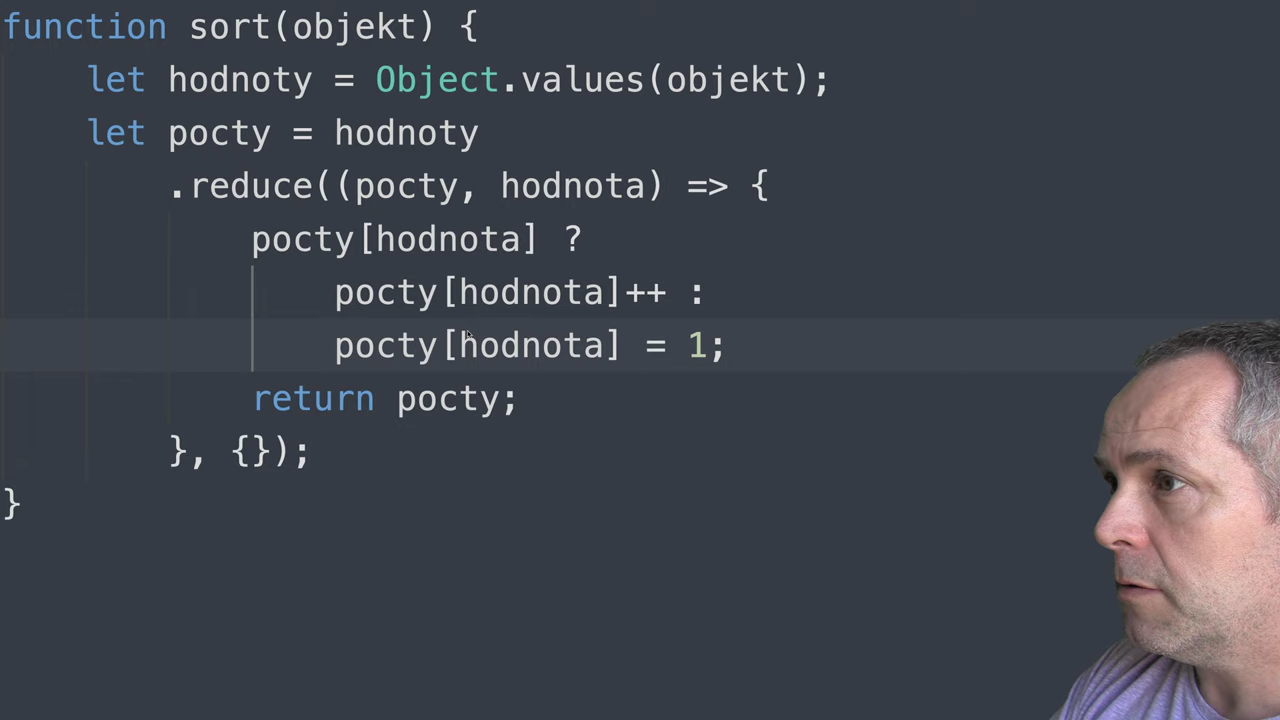 function sort(objekt) {
let hodnoty = Object.values(objekt);
let pocty = hodnoty
.reduce((pocty, hodnota) => {
pocty[hodnota] ?
pocty[hodnota]++ :
pocty[hodnota] = 1;
return pocty;
}, {});
}